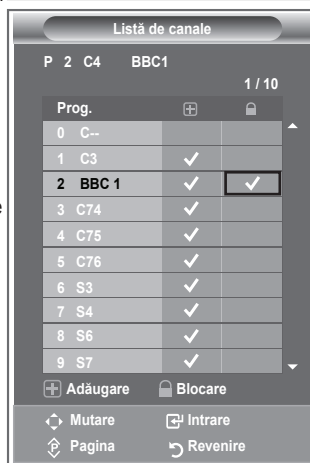 Listă de canale
P 2 C4 BBC1
1 / 10
Prog.
0 C--
1 C3
2 BBC 1
3 C74
4 C75
5 C76
6 S3
7 S4
8 S6
9 S7
Adăugare Blocare
Mutare Intrare
Pagina Revenire
e